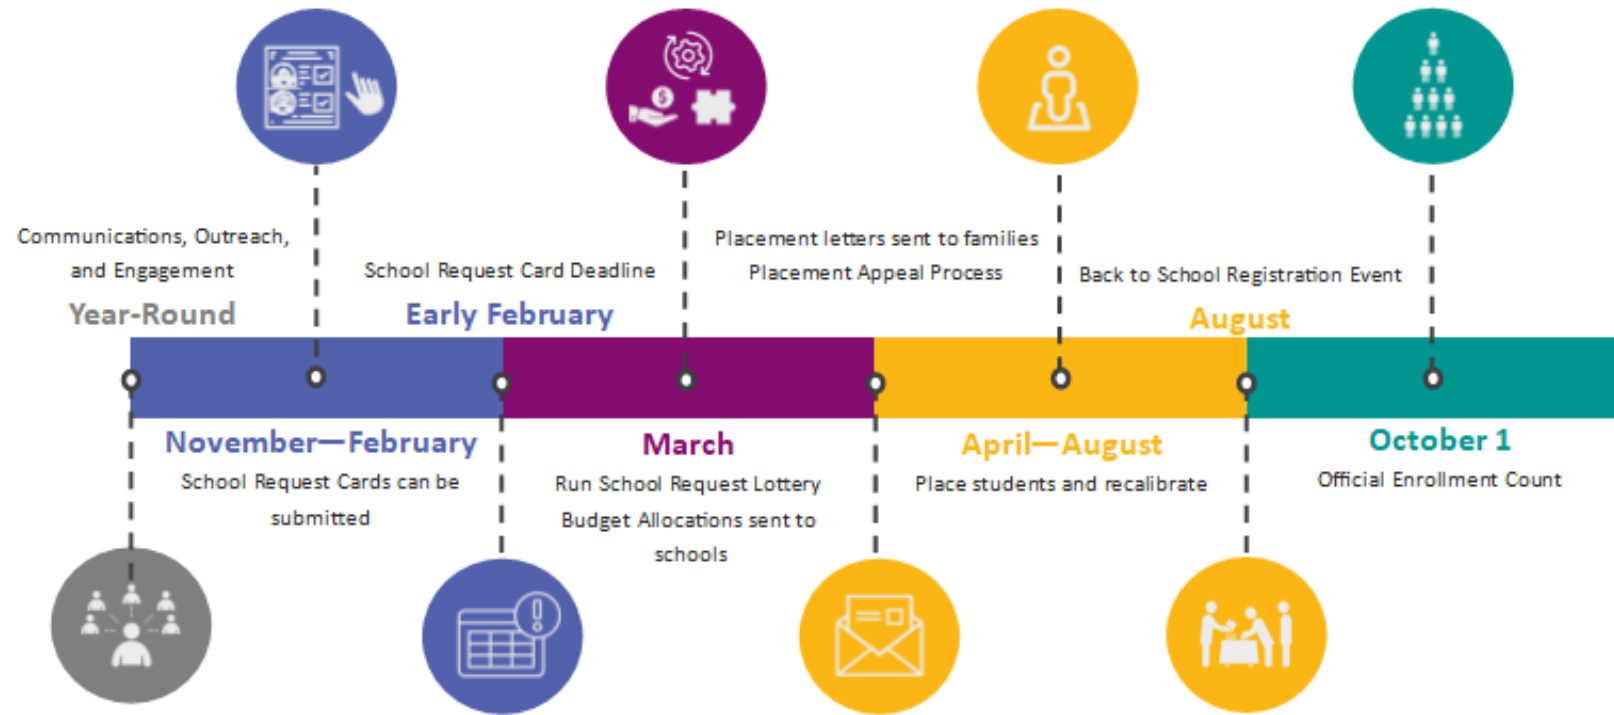 Communications, Outreach,
and Engagement
Year-Round
November—February
School Request Cards can be
submitted
School Request Card Deadline
Early February
March
Run School Request Lottery
Budget Allocations sent to
schools
Placement letters sent to families
Placement Appeal Process
April—August
Place students and recalibrate
Back to School Registration Event
August
October 1
Official Enrollment Count